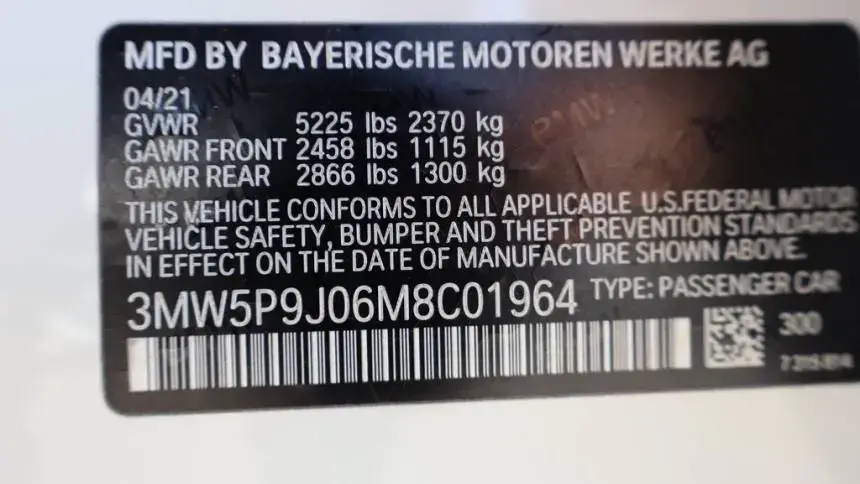 MFD BY BAYERISCHE MOTOREN WERKE AG
04/21
GVWR 5225 lbs 2370 kg
GAWR FRONT 2458 lbs 1115 kg
GAWR REAR 2866 lbs 1300 kg
THIS VEHICLE CONFORMS TO ALL APPLICABLE U.S.FEDERAL MOTOR
VEHICLE SAFETY, BUMPER AND THEFT PREVENTION STANDARDS
IN EFFECT ON THE DATE OF MANUFACTURE SHOWN ABOVE.
3MW5P9J06M8C01964 TYPE: PASSENGER CAR
300